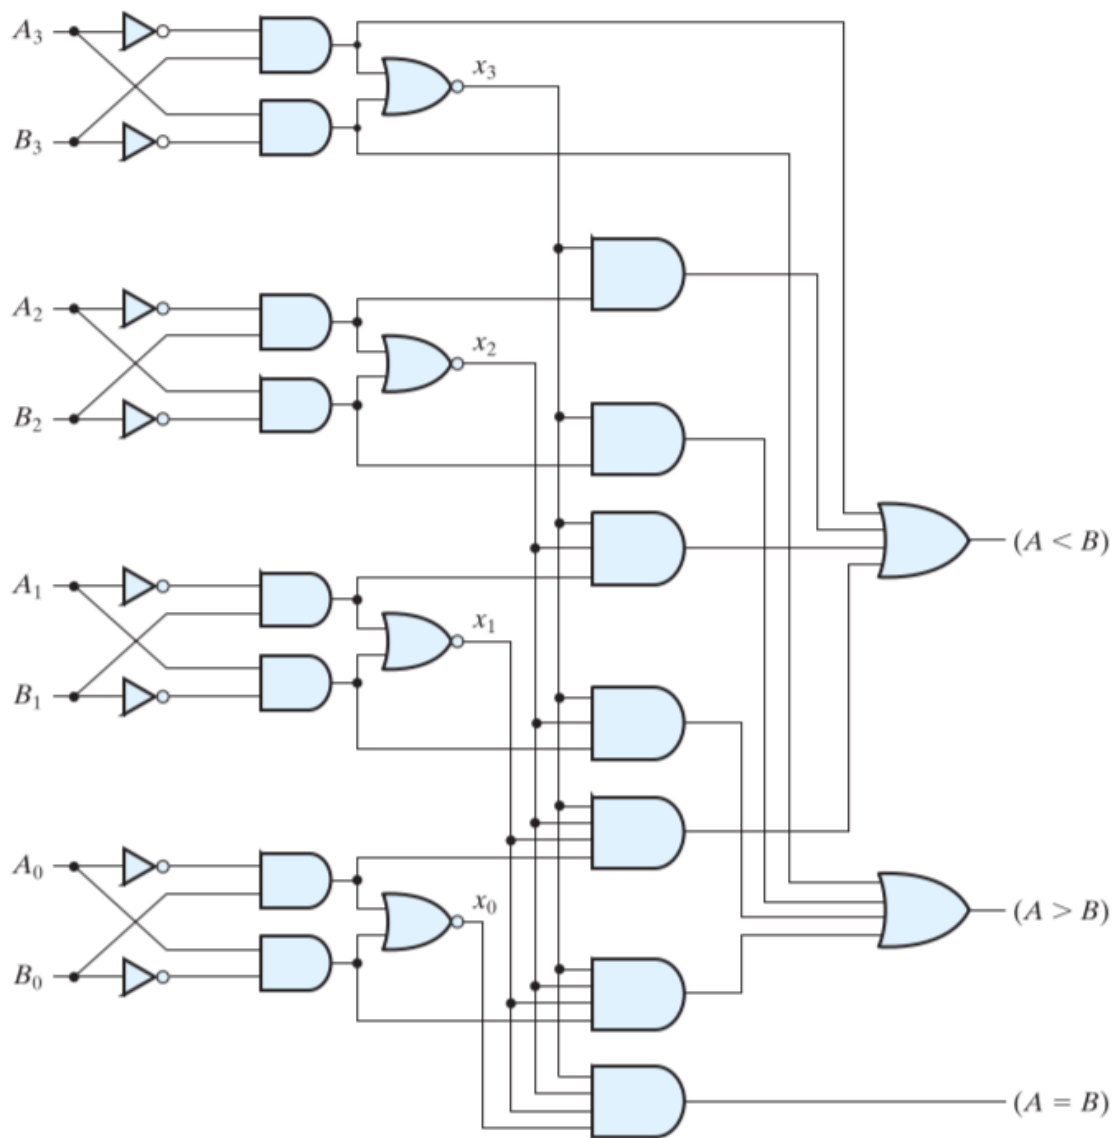 A₃
x₃
B₃
A₂
x₂
B₂
(A < B)
A₁
x₁
B₁
A₀
x₀
(A > B)
B₀
(A = B)